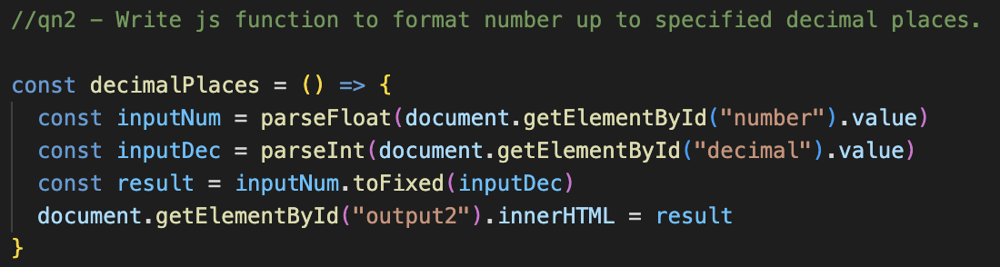 //qn2 - Write js function to format number up to specified decimal places.
const decimalPlaces = () => {
const inputNum = parseFloat(document.getElementById("number").value)
const inputDec = parseInt(document.getElementById("decimal").value)
const result = inputNum.toFixed(inputDec)
document.getElementById("output2").innerHTML = result
}